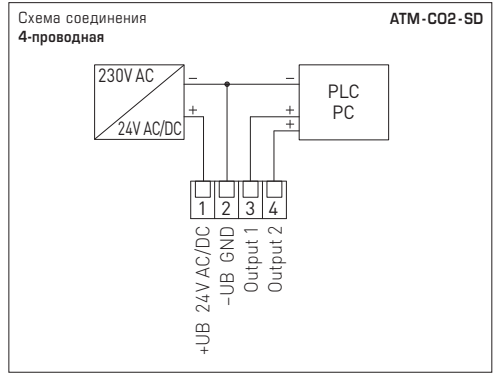 Схема соединения
4-проводная
ATM-CO2-SD
230V AC
24V AC/DC
–
+
–
+
+
PLC
PC
1 2 3 4
+UB 24V AC/DC
–UB GND
Output 1
Output 2